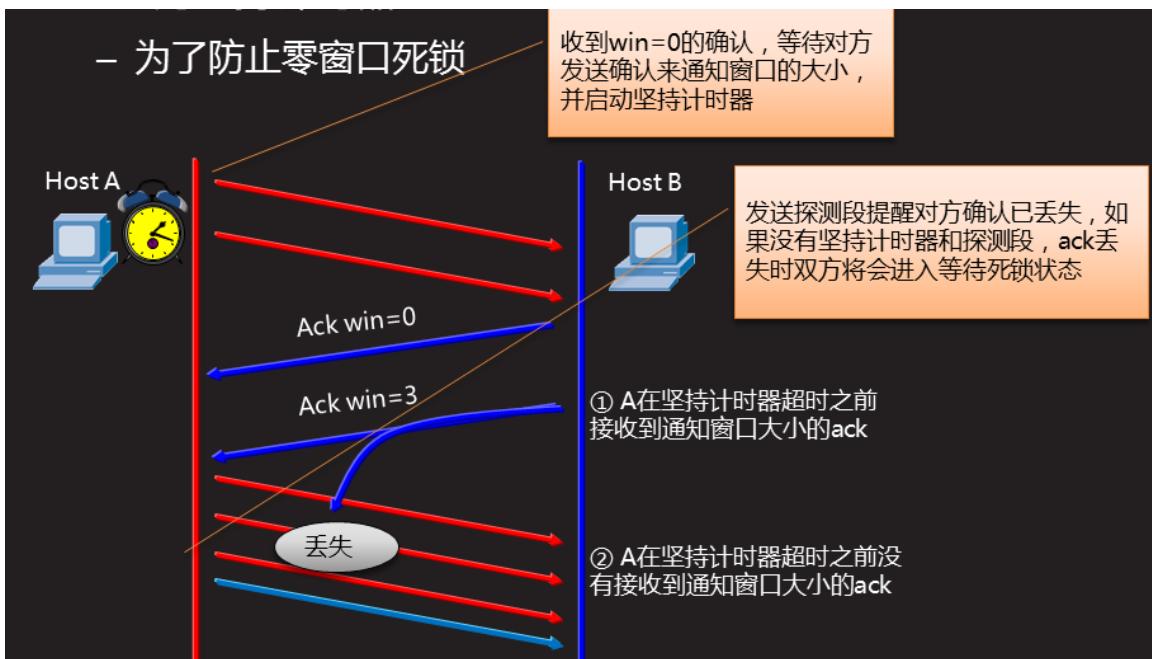 – 为了防止零窗口死锁
收到win=0的确认，等待对方
发送确认来通知窗口的大小，
并启动坚持计时器
Host A
Host B
发送探测段提醒对方确认已丢失，如
果没有坚持计时器和探测段，ack丢
失时双方将会进入等待死锁状态
Ack win=0
Ack win=3
① A在坚持计时器超时之前
接收到通知窗口大小的ack
丢失
② A在坚持计时器超时之前没
有接收到通知窗口大小的ack